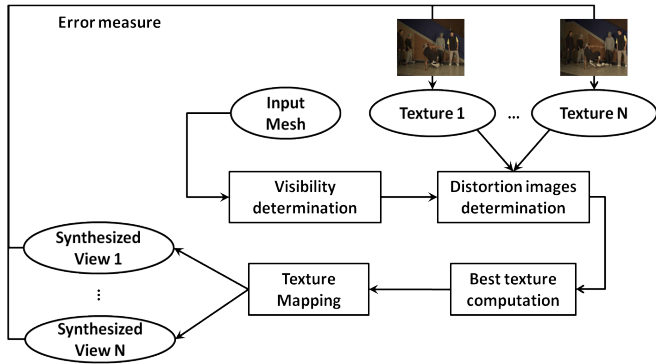 Error measure
Input
Mesh
Texture 1
...
Texture N
Visibility
determination
Distortion images
determination
Synthesized
View 1
...
Synthesized
View N
Texture
Mapping
Best texture
computation